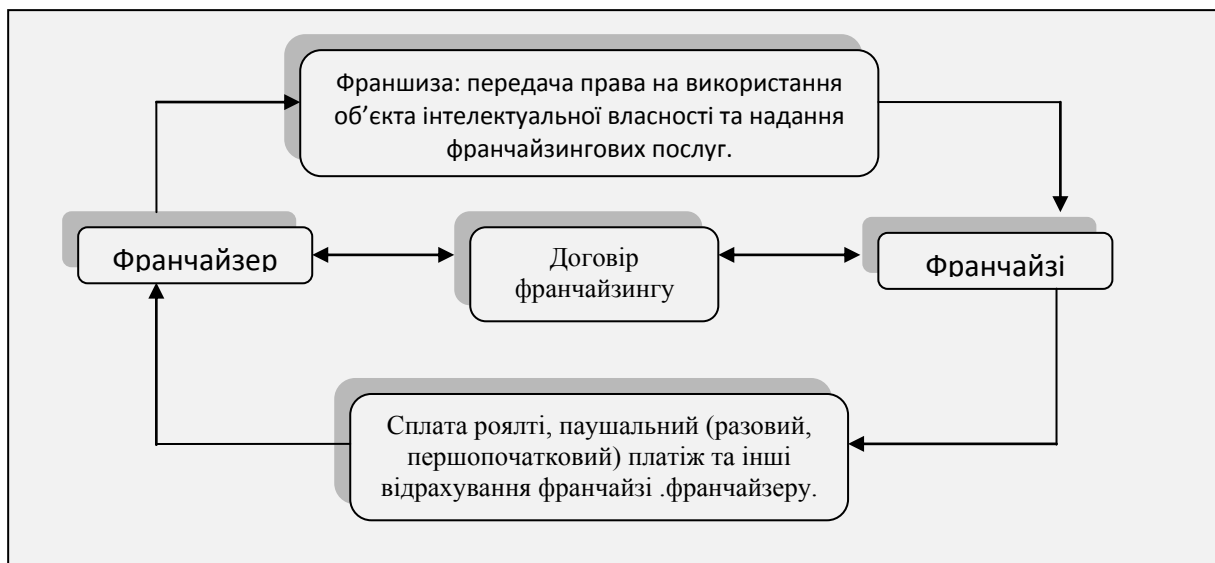 Франшиза: передача права на використання
об’єкта інтелектуальної власності та надання
франчайзингових послуг.
Франчайзер
Договір
франчайзингу
Франчайзі
Сплата роялті, паушальний (разовий,
першопочатковий) платіж та інші
відрахування франчайзі .франчайзеру.